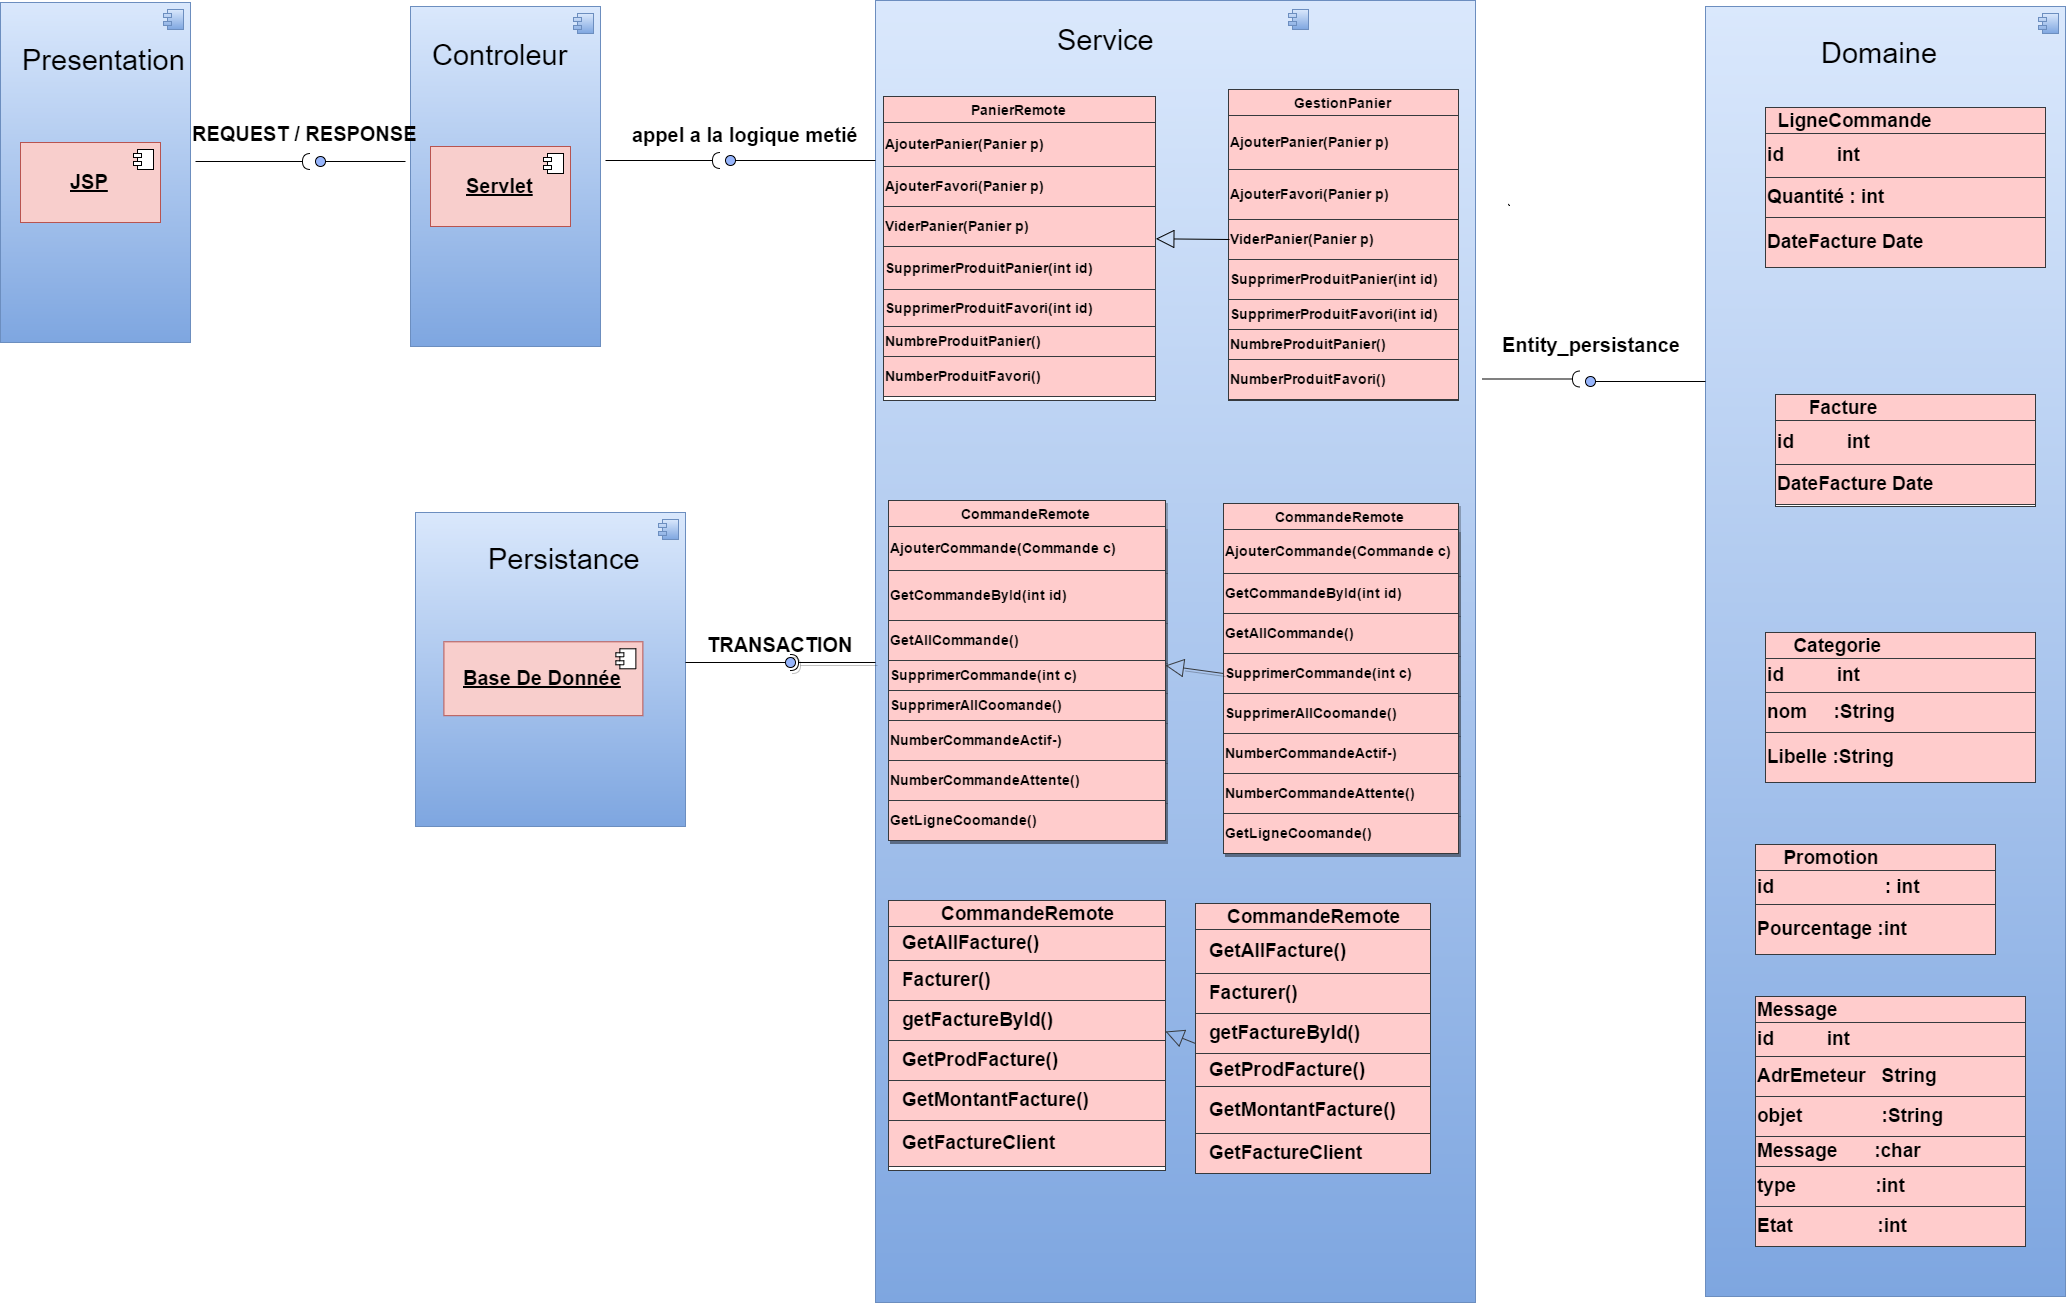 Presentation
JSP
REQUEST / RESPONSE
Controleur
Servlet
appel a la logique metié
Service
PanierRemote
AjouterPanier(Panier p)
AjouterFavori(Panier p)
ViderPanier(Panier p)
SupprimerProduitPanier(int id)
SupprimerProduitFavori(int id)
NumbreProduitPanier()
NumberProduitFavori()
GestionPanier
AjouterPanier(Panier p)
AjouterFavori(Panier p)
ViderPanier(Panier p)
SupprimerProduitPanier(int id)
SupprimerProduitFavori(int id)
NumbreProduitPanier()
NumberProduitFavori()
Persistance
Base De Donnée
TRANSACTION
CommandeRemote
AjouterCommande(Commande c)
GetCommandeById(int id)
GetAllCommande()
SupprimerCommande(int c)
SupprimerAllCoomande()
NumberCommandeActif-)
NumberCommandeAttente()
GetLigneCoomande()
CommandeRemote
AjouterCommande(Commande c)
GetCommandeById(int id)
GetAllCommande()
SupprimerCommande(int c)
SupprimerAllCoomande()
NumberCommandeActif-)
NumberCommandeAttente()
GetLigneCoomande()
CommandeRemote
GetAllFacture()
Facturer()
getFactureById()
GetProdFacture()
GetMontantFacture()
GetFactureClient
CommandeRemote
GetAllFacture()
Facturer()
getFactureById()
GetProdFacture()
GetMontantFacture()
GetFactureClient
Entity_persistance
Domaine
LigneCommande
id int
Quantité : int
DateFacture Date
Facture
id int
DateFacture Date
Categorie
id int
nom :String
Libelle :String
Promotion
id : int
Pourcentage :int
Message
id int
AdrEmeteur String
objet :String
Message :char
type :int
Etat :int